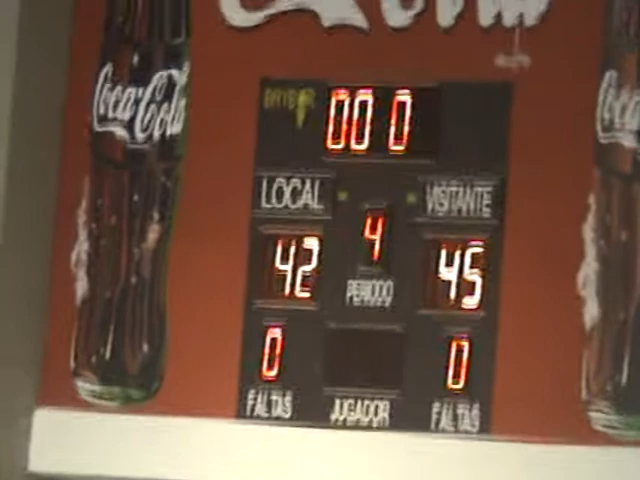 Coca-Cola
00 0
LOCAL
VISITANTE
42
4
45
PERIODO
0
0
FALTAS
JUGADOR
FALTAS